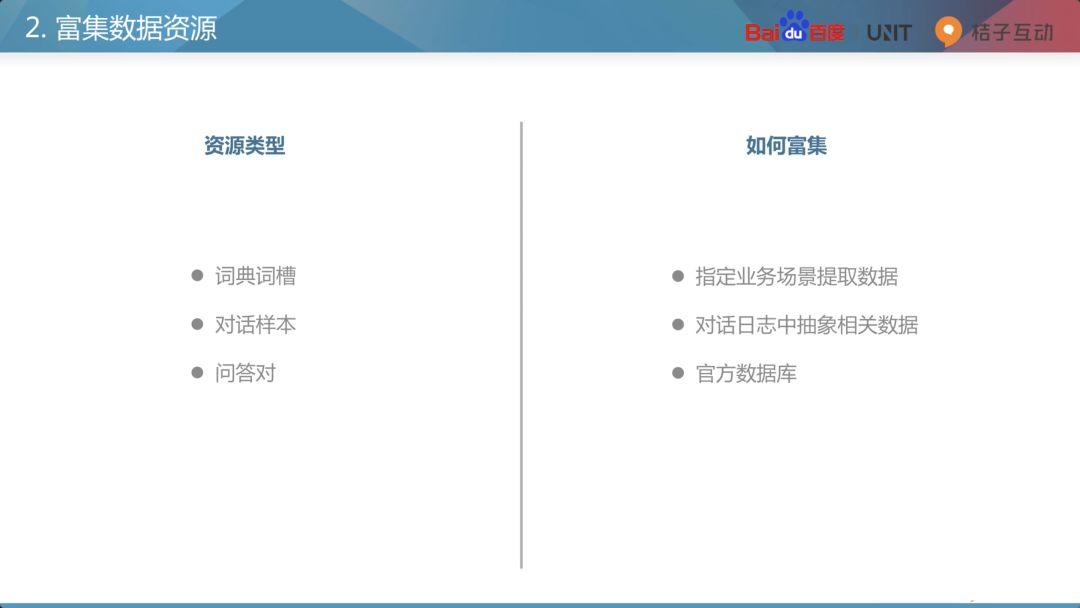 2. 富集数据资源
Bai du 百度 UNIT 桔子互动
资源类型
词典词槽
对话样本
问答对
如何富集
指定业务场景提取数据
对话日志中抽象相关数据
官方数据库